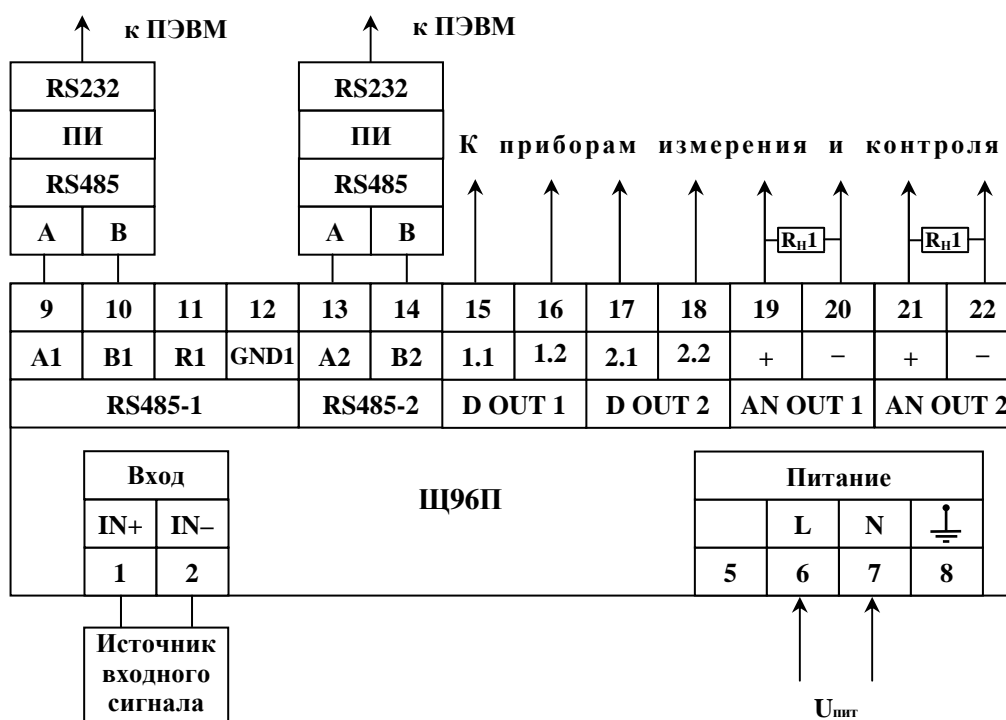 к ПЭВМ к ПЭВМ
RS232 RS232
ПИ ПИ
К приборам измерения и контроля
RS485 RS485
A B A B
RН1 RН1
9 10 11 12 13 14 15 16 17 18 19 20 21 22
A1 B1 R1 GND1 A2 B2 1.1 1.2 2.1 2.2 + − + −
RS485-1 RS485-2 D OUT 1 D OUT 2 AN OUT 1 AN OUT 2
Вход Щ96П Питание
IN+ IN− L N
1 2 5 6 7 8
Источник
входного
сигнала
Uпит